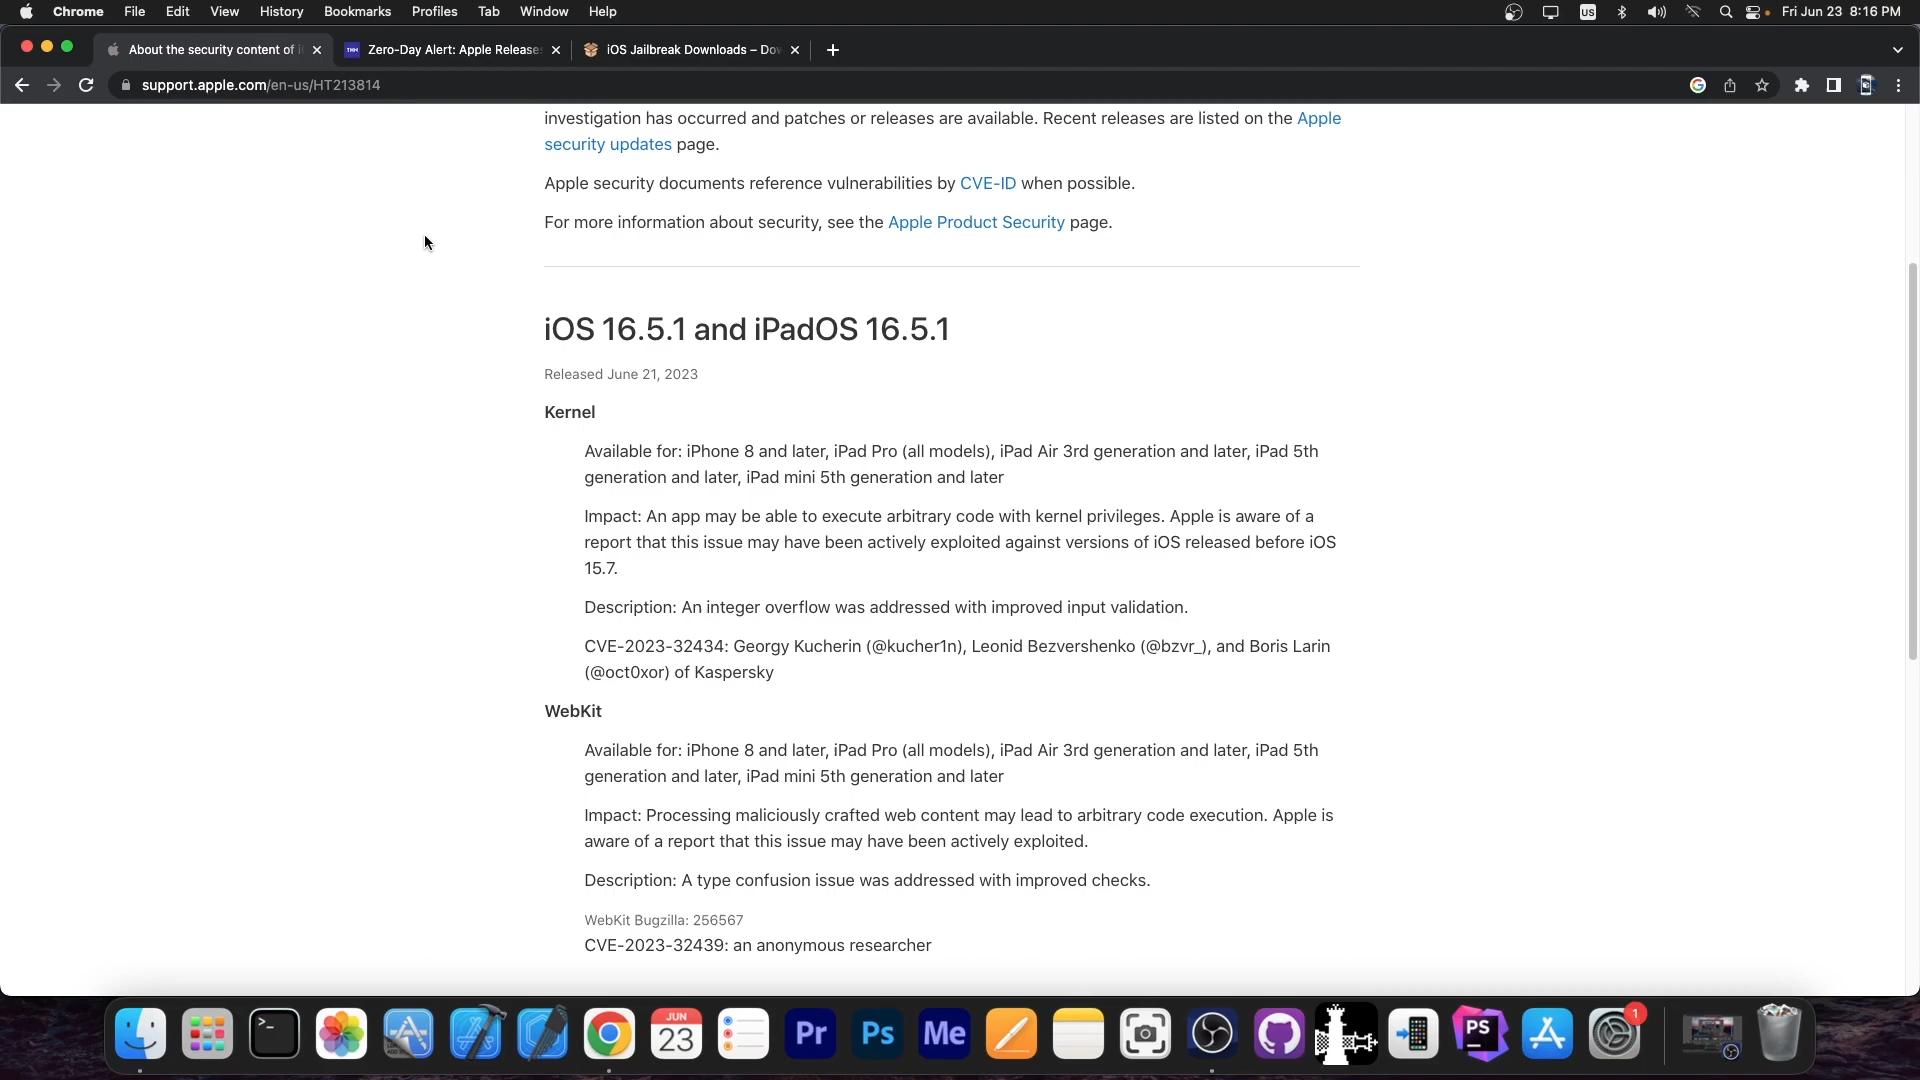 Chrome File Edit View History Bookmarks Profiles Tab Window Help US Fri Jun 23 8:16 PM
About the security content of i THN Zero-Day Alert: Apple Release iOS Jailbreak Downloads – Dow
support.apple.com/en-us/HT213814
investigation has occurred and patches or releases are available. Recent releases are listed on the Apple
security updates page.
Apple security documents reference vulnerabilities by CVE-ID when possible.
For more information about security, see the Apple Product Security page.
iOS 16.5.1 and iPadOS 16.5.1
Released June 21, 2023
Kernel
Available for: iPhone 8 and later, iPad Pro (all models), iPad Air 3rd generation and later, iPad 5th
generation and later, iPad mini 5th generation and later
Impact: An app may be able to execute arbitrary code with kernel privileges. Apple is aware of a
report that this issue may have been actively exploited against versions of iOS released before iOS
15.7.
Description: An integer overflow was addressed with improved input validation.
CVE-2023-32434: Georgy Kucherin (@kucher1n), Leonid Bezvershenko (@bzvr_), and Boris Larin
(@oct0xor) of Kaspersky
WebKit
Available for: iPhone 8 and later, iPad Pro (all models), iPad Air 3rd generation and later, iPad 5th
generation and later, iPad mini 5th generation and later
Impact: Processing maliciously crafted web content may lead to arbitrary code execution. Apple is
aware of a report that this issue may have been actively exploited.
Description: A type confusion issue was addressed with improved checks.
WebKit Bugzilla: 256567
CVE-2023-32439: an anonymous researcher
JUN 23 Pr Ps Me PS 1